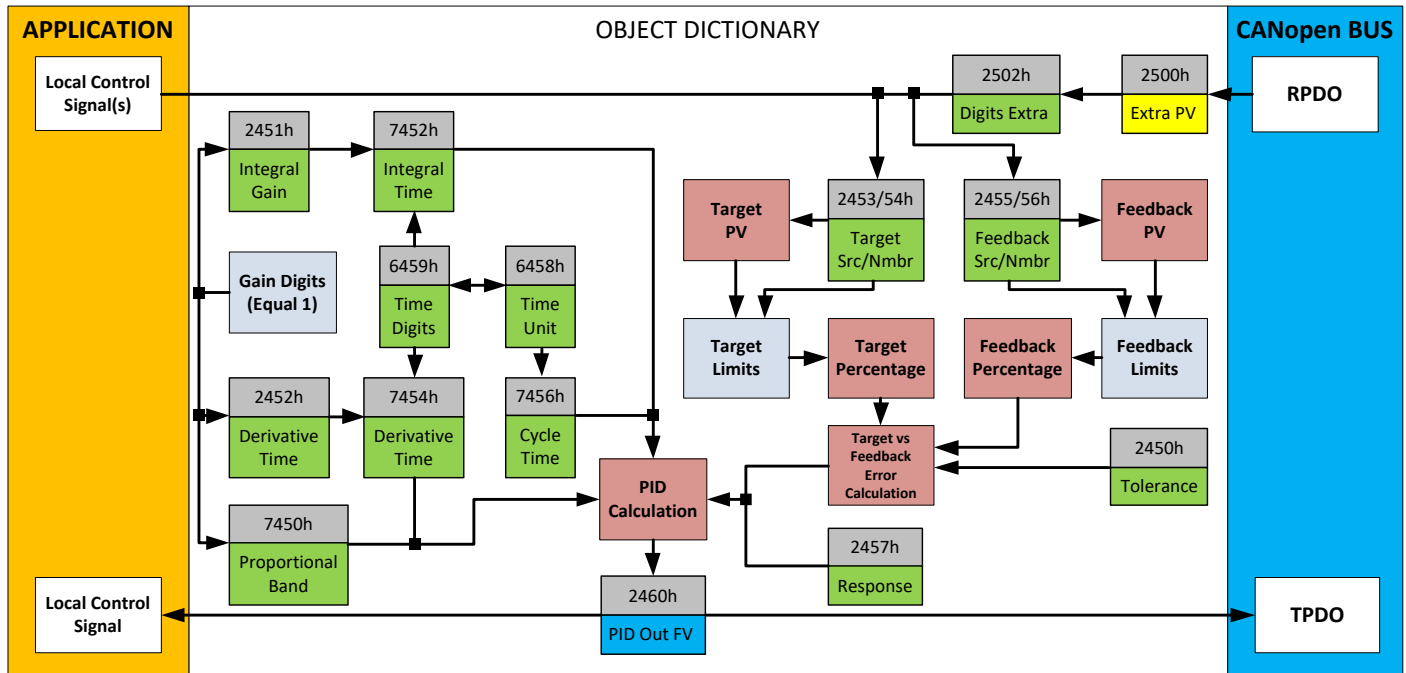 APPLICATION
OBJECT DICTIONARY
CANopen BUS
Local Control
Signal(s)
2502h
Digits Extra
2500h
Extra PV
RPDO
2451h
Integral
Gain
7452h
Integral
Time
Target
PV
2453/54h
Target
Src/Nmbr
2455/56h
Feedback
Src/Nmbr
Feedback
PV
Gain Digits
(Equal 1)
6459h
Time
Digits
6458h
Time
Unit
Target
Limits
Target
Percentage
Feedback
Percentage
Feedback
Limits
2452h
Derivative
Time
7454h
Derivative
Time
7456h
Cycle
Time
Target vs
Feedback
Error
Calculation
2450h
Tolerance
PID
Calculation
7450h
Proportional
Band
2457h
Response
Local Control
Signal
2460h
PID Out FV
TPDO